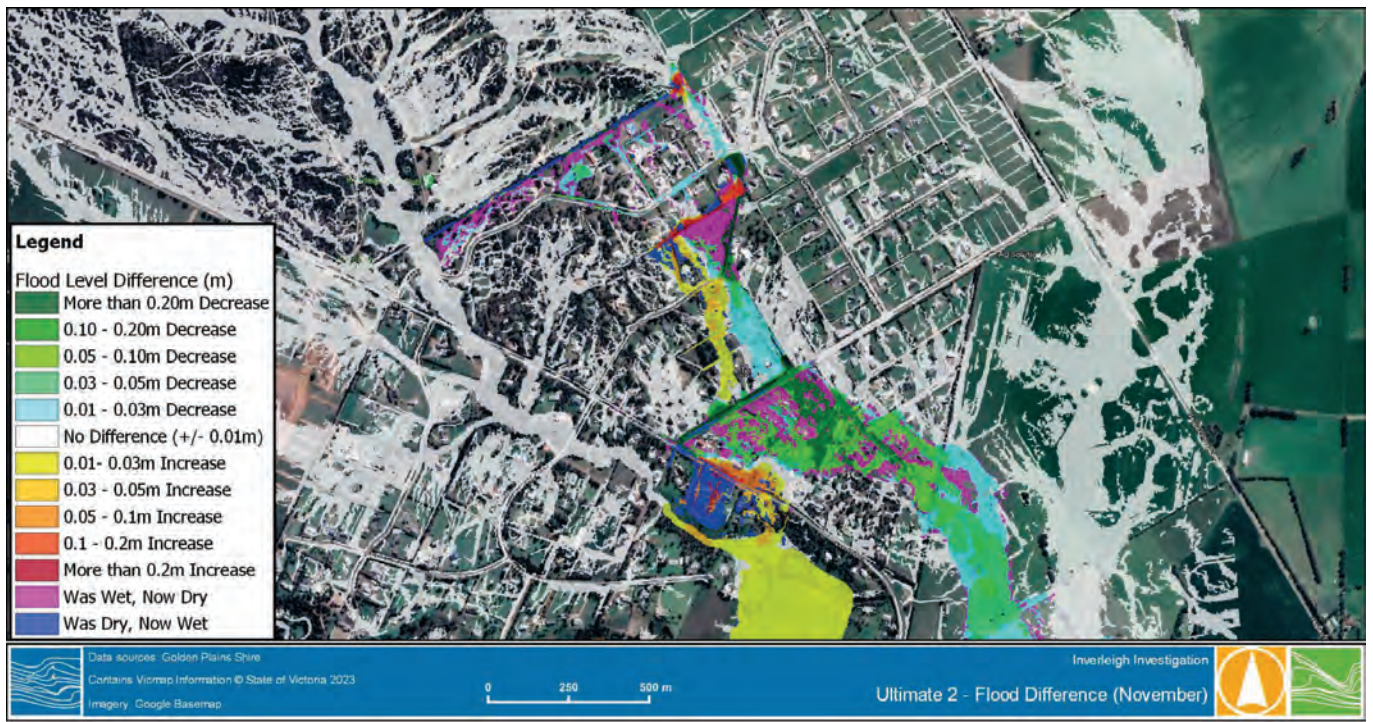 Legend
Flood Level Difference (m)
More than 0.20m Decrease
0.10 - 0.20m Decrease
0.05 - 0.10m Decrease
0.03 - 0.05m Decrease
0.01 - 0.03m Decrease
No Difference (+/- 0.01m)
0.01- 0.03m Increase
0.03 - 0.05m Increase
0.05 - 0.1m Increase
0.1 - 0.2m Increase
More than 0.2m Increase
Was Wet, Now Dry
Was Dry, Now Wet
Data sources: Golden Plains Shire
Contains Vicmap Information © State of Victoria 2023
Imagery: Google Basemap
0 250 500 m
Inverleigh Investigation
Ultimate 2 - Flood Difference (November)